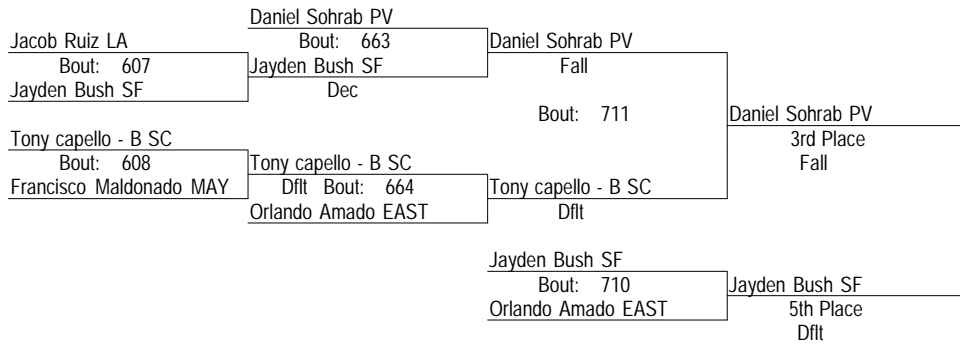 Daniel Sohrab PV
Jacob Ruiz LA
Bout: 663
Daniel Sohrab PV
Bout: 607
Jayden Bush SF
Fall
Jayden Bush SF
Dec
Bout: 711
Daniel Sohrab PV
Tony capello - B SC
3rd Place
Bout: 608
Tony capello - B SC
Fall
Francisco Maldonado MAY
Dflt Bout: 664
Tony capello - B SC
Orlando Amado EAST
Dflt
Jayden Bush SF
Bout: 710
Jayden Bush SF
Orlando Amado EAST
5th Place
Dflt